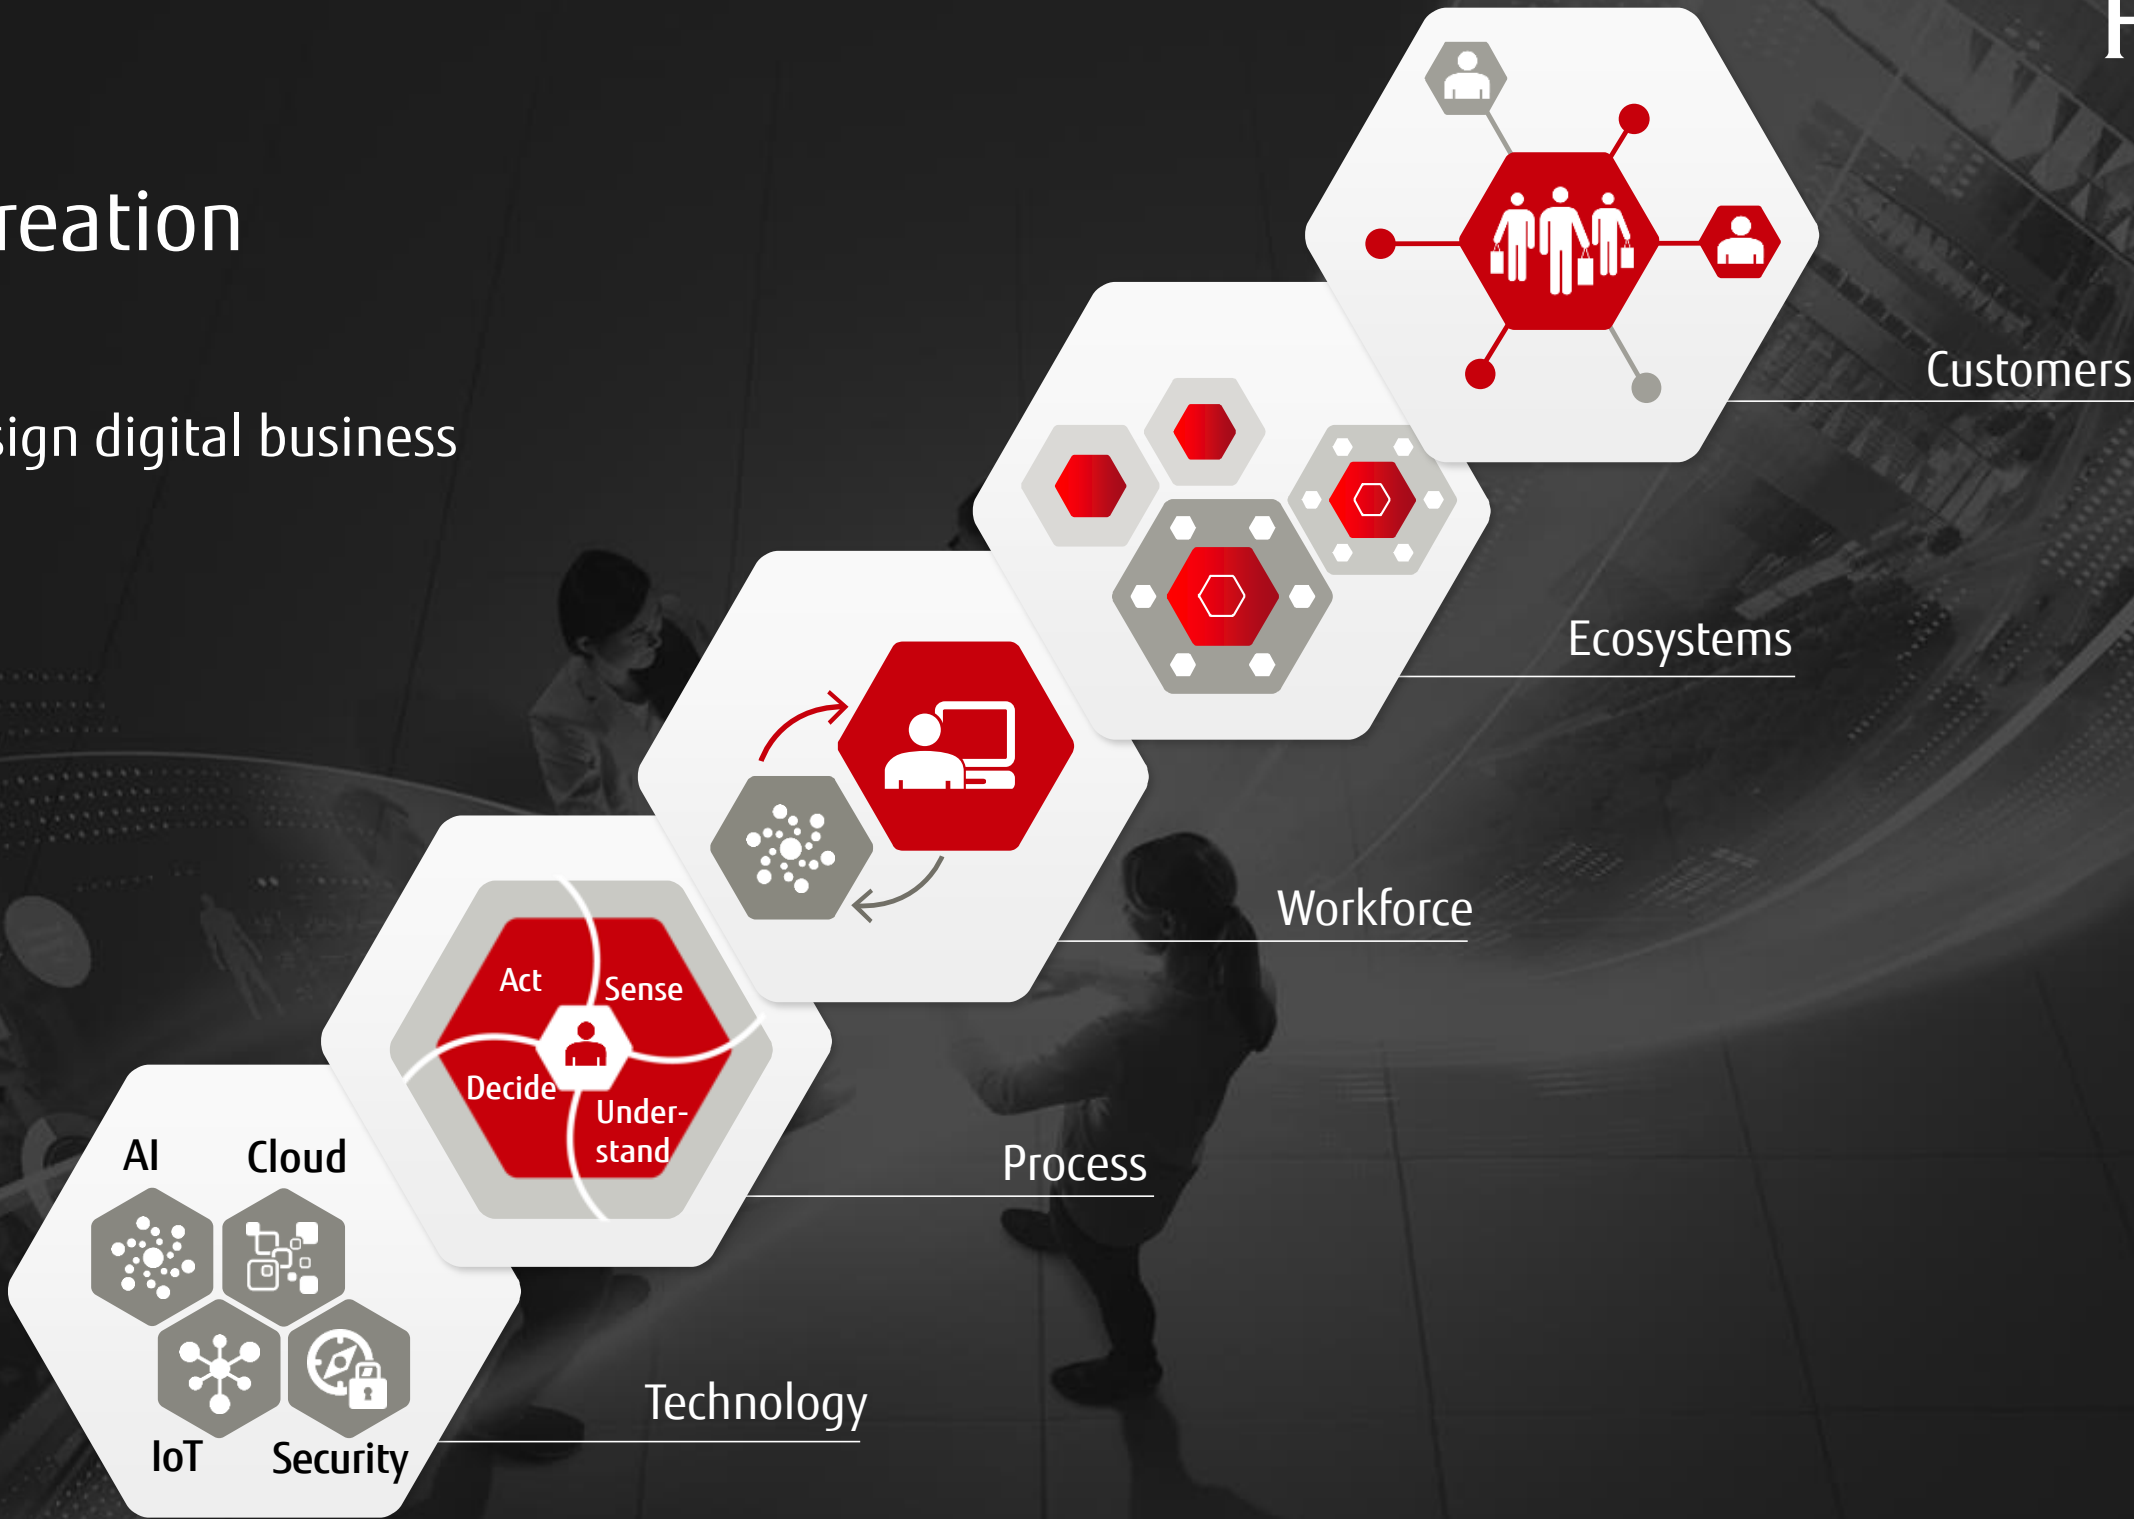 reation
sign digital business
Customers
Ecosystems
Workforce
Act
Sense
Decide
Under-
stand
Process
AI
Cloud
IoT
Security
Technology